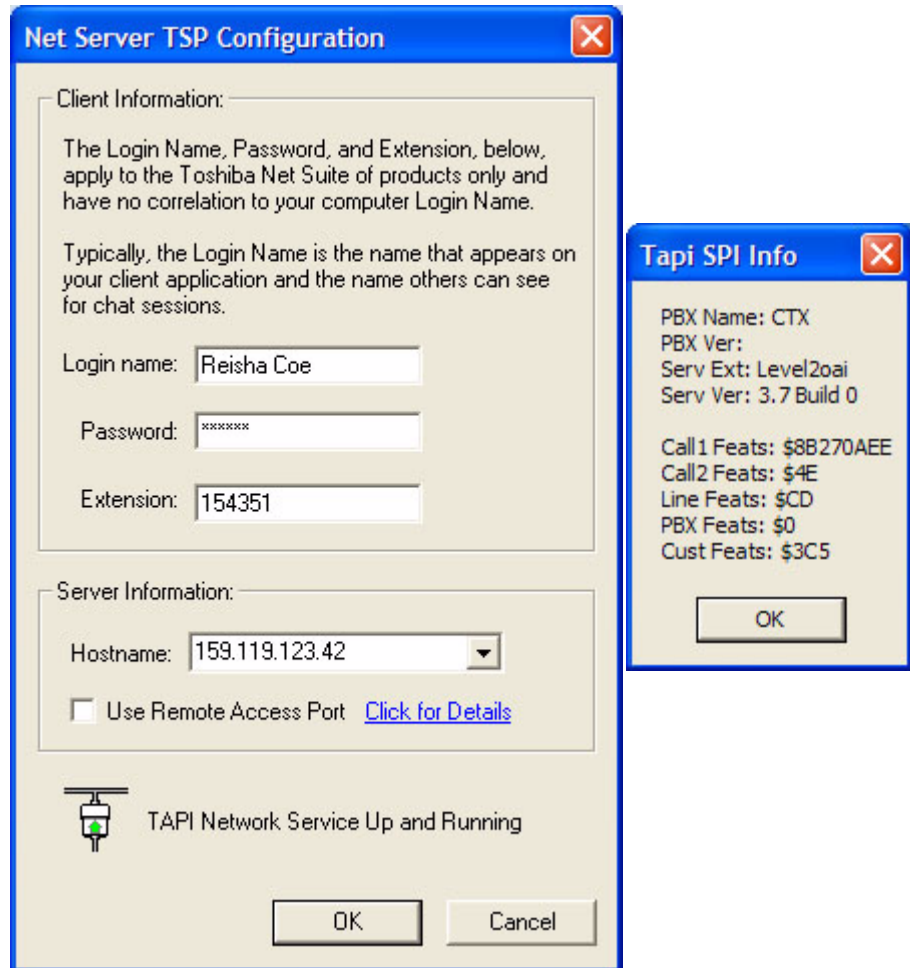 Net Server TSP Configuration
Client Information:
The Login Name, Password, and Extension, below,
apply to the Toshiba Net Suite of products only and
have no correlation to your computer Login Name.
Typically, the Login Name is the name that appears on
your client application and the name others can see
for chat sessions.
Login name: Reisha Coe
Password: ××××××
Extension: 154351
Server Information:
Hostname: 159.119.123.42
Use Remote Access Port Click for Details
TAPI Network Service Up and Running
OK Cancel
Tapi SPI Info
PBX Name: CTX
PBX Ver:
Serv Ext: Level2oai
Serv Ver: 3.7 Build 0
Call1 Feats: $8B270AEE
Call2 Feats: $4E
Line Feats: $CD
PBX Feats: $0
Cust Feats: $3C5
OK